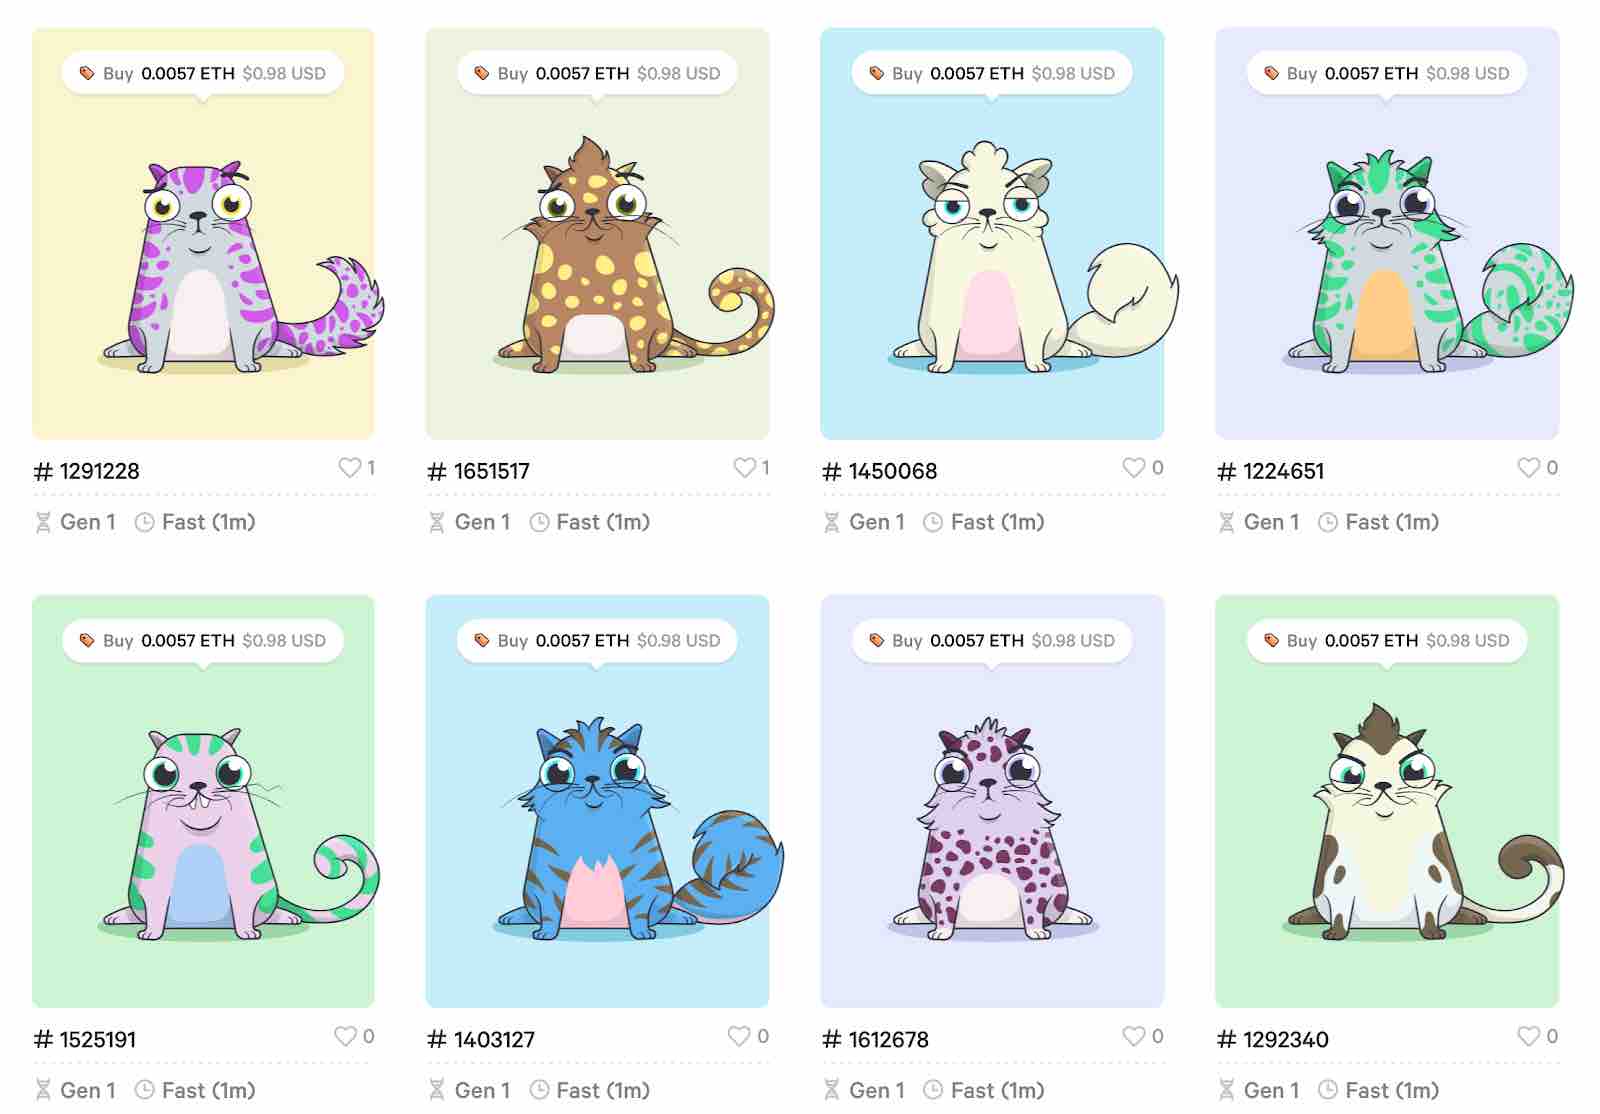 Buy 0.0057 ETH $0.98 USD
Buy 0.0057 ETH $0.98 USD
Buy 0.0057 ETH $0.98 USD
Buy 0.0057 ETH $0.98 USD
# 1291228 1
# 1651517 1
# 1450068 0
# 1224651 0
Gen 1 Fast (1m)
Gen 1 Fast (1m)
Gen 1 Fast (1m)
Gen 1 Fast (1m)
Buy 0.0057 ETH $0.98 USD
Buy 0.0057 ETH $0.98 USD
Buy 0.0057 ETH $0.98 USD
Buy 0.0057 ETH $0.98 USD
# 1525191 0
# 1403127 0
# 1612678 0
# 1292340 0
Gen 1 Fast (1m)
Gen 1 Fast (1m)
Gen 1 Fast (1m)
Gen 1 Fast (1m)